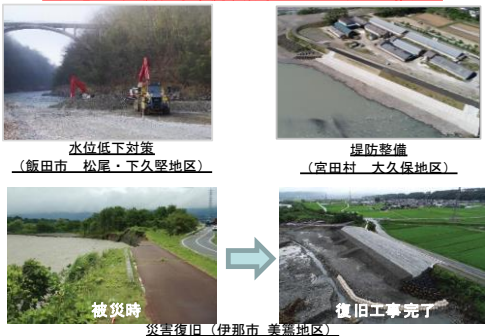 水位低下対策
（飯田市　松尾・下久堅地区）
堤防整備
（宮田村　大久保地区）
被災時
復旧工事完了
災害復旧（伊那市 美篶地区）